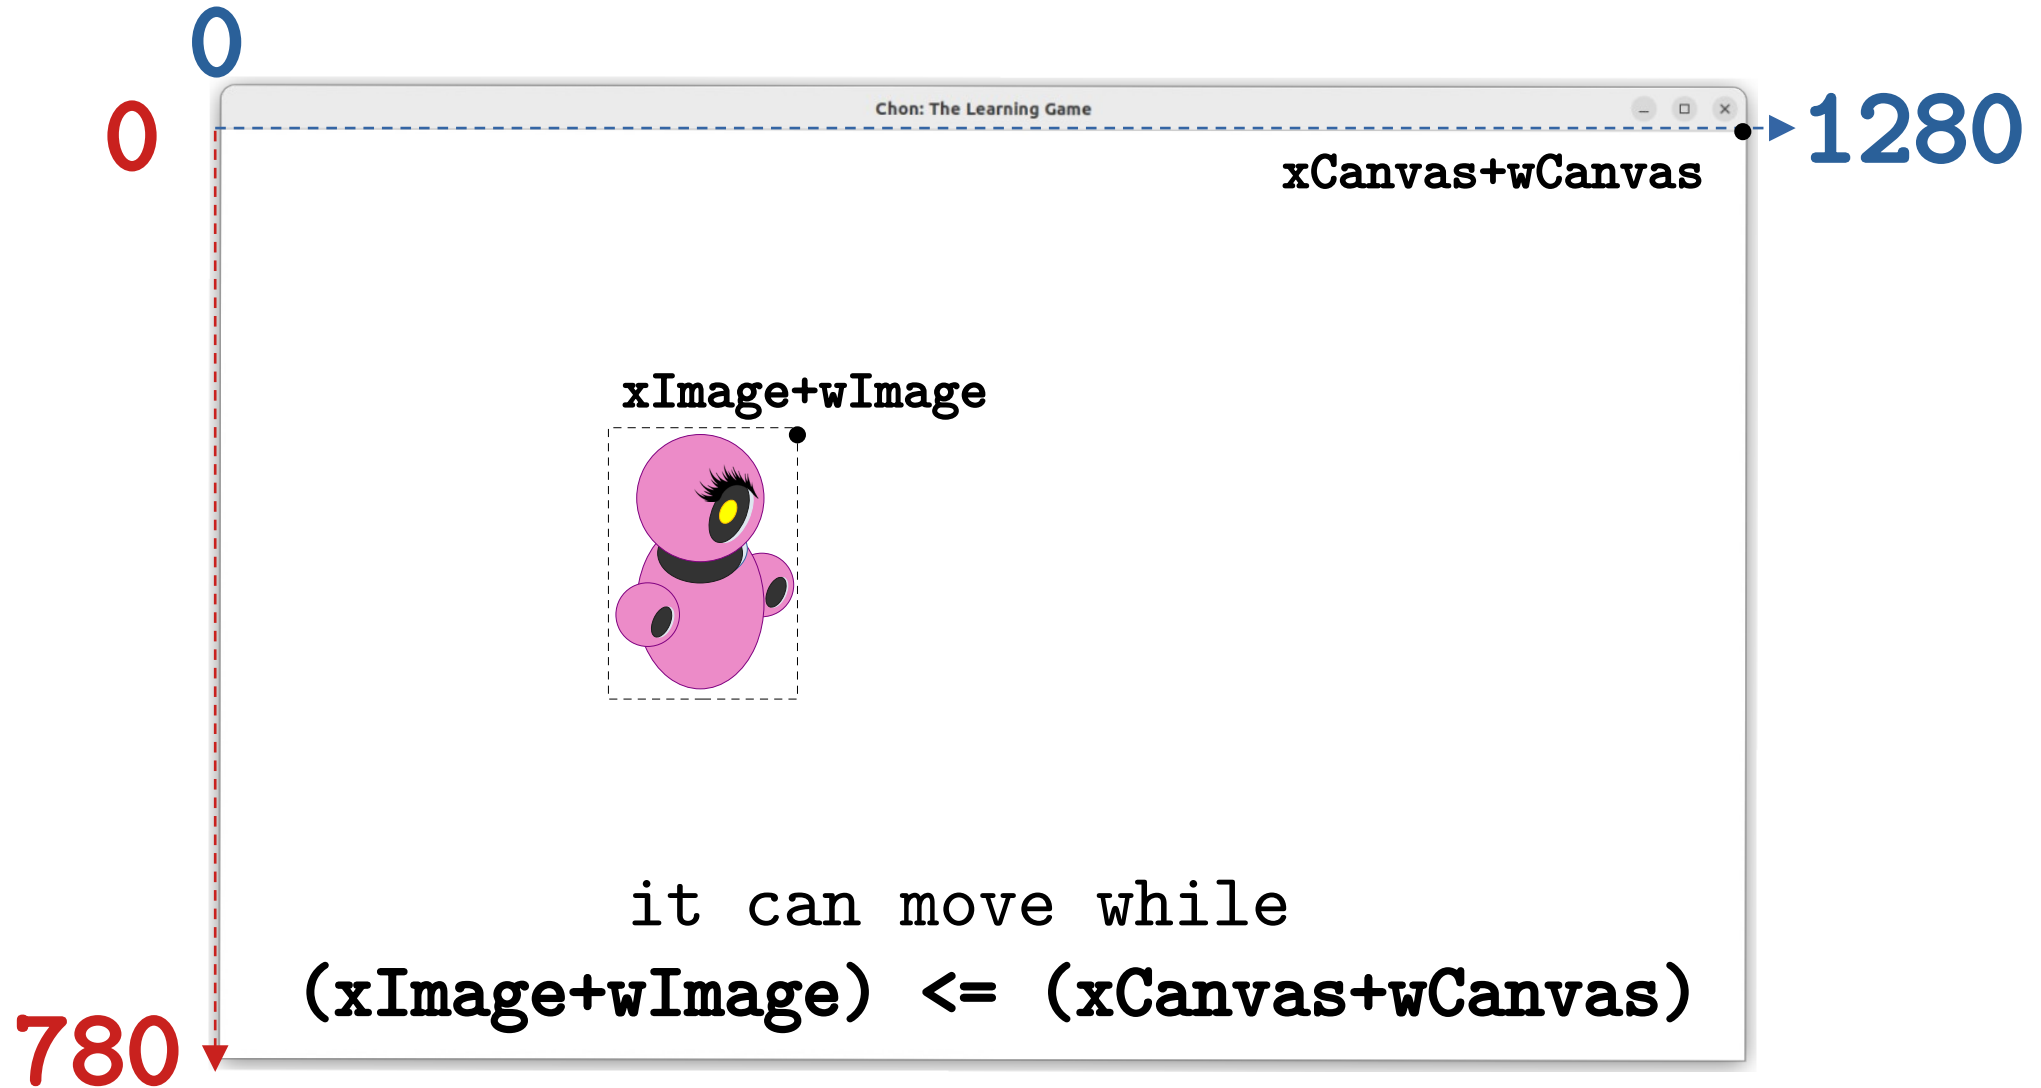 0
0
Chon: The Learning Game
1280
xCanvas+wCanvas
xImage+wImage
it can move while
(xImage+wImage) <= (xCanvas+wCanvas)
780